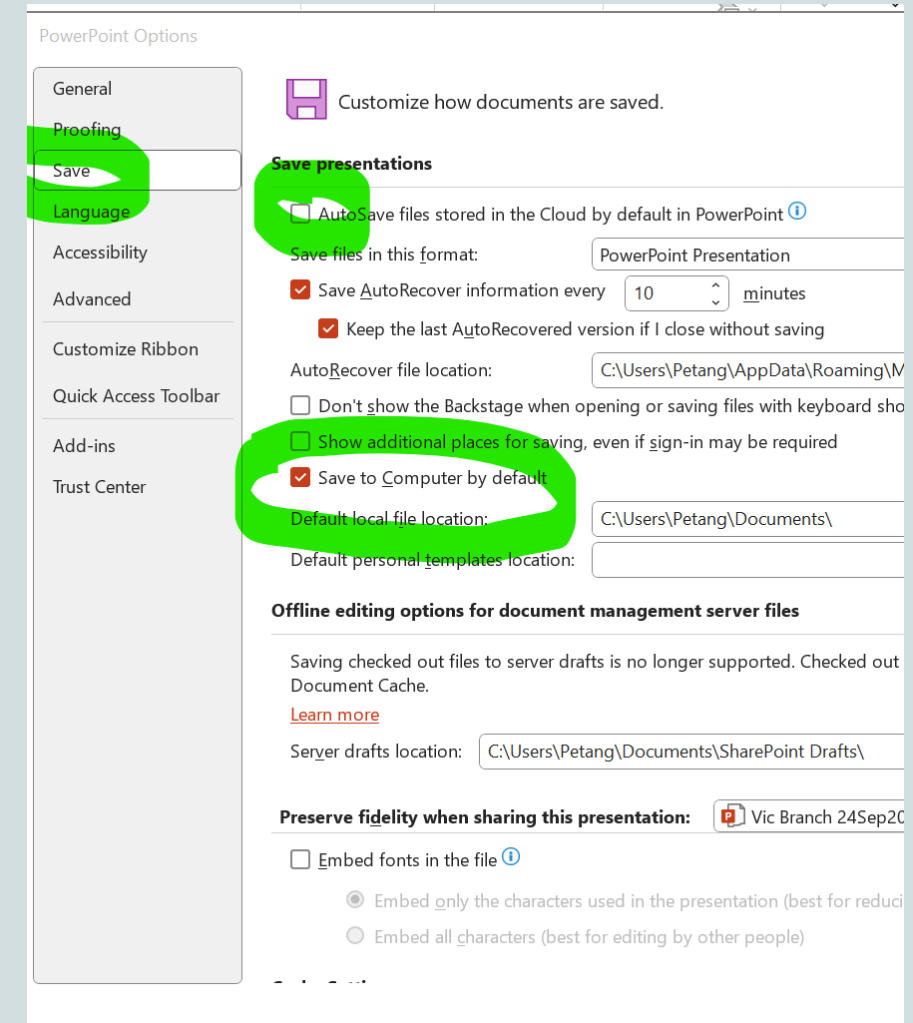 PowerPoint Options
General
Proofing
Save
Language
Accessibility
Advanced
Customize Ribbon
Quick Access Toolbar
Add-ins
Trust Center
Customize how documents are saved.
Save presentations
AutoSave files stored in the Cloud by default in PowerPoint
Save files in this format: PowerPoint Presentation
Save AutoRecover information every 10 minutes
Keep the last AutoRecovered version if I close without saving
AutoRecover file location: C:\Users\Petang\AppData\Roaming\M
Don't show the Backstage when opening or saving files with keyboard sho
Show additional places for saving, even if sign-in may be required
Save to Computer by default
Default local file location: C:\Users\Petang\Documents\
Default personal templates location:
Offline editing options for document management server files
Saving checked out files to server drafts is no longer supported. Checked out
Document Cache.
Learn more
Server drafts location: C:\Users\Petang\Documents\SharePoint Drafts\
Preserve fidelity when sharing this presentation: Vic Branch 24Sep20
Embed fonts in the file
Embed only the characters used in the presentation (best for reduci
Embed all characters (best for editing by other people)